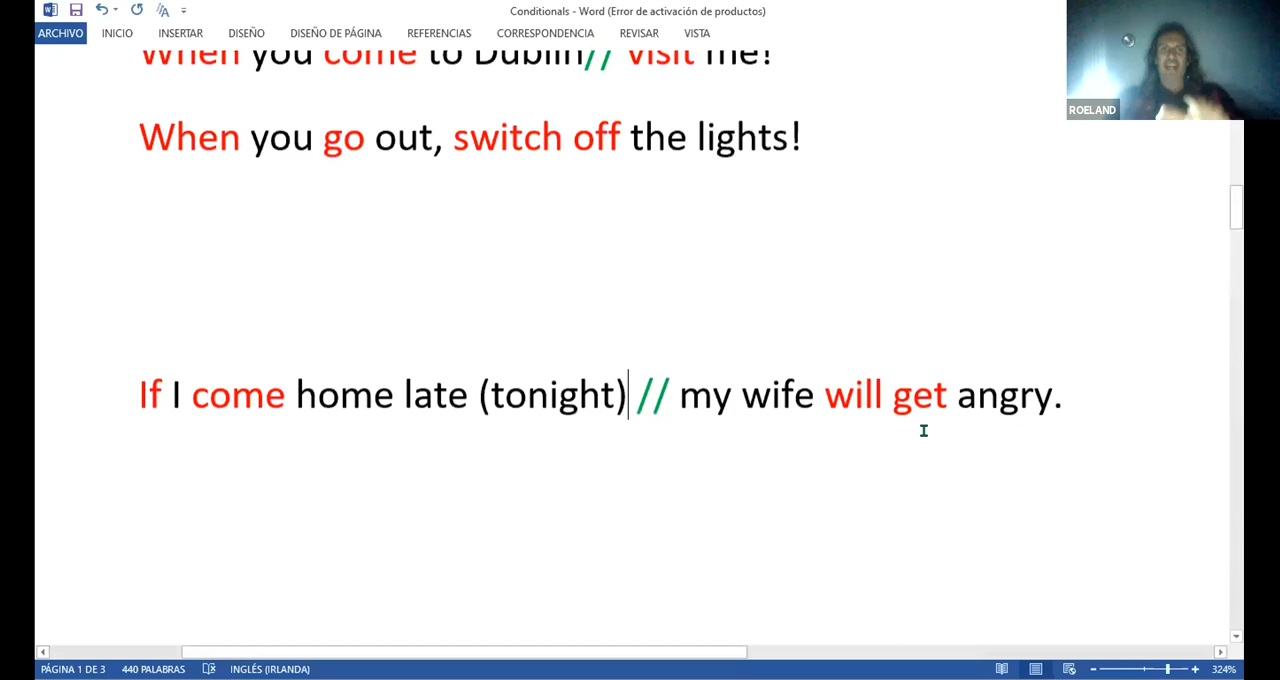 Conditionals - Word (Error de activación de productos)
ARCHIVO INICIO INSERTAR DISEÑO DISEÑO DE PÁGINA REFERENCIAS CORRESPONDENCIA REVISAR VISTA
ROELAND
When you come to Dublin// visit me!
When you go out, switch off the lights!
If I come home late (tonight) // my wife will get angry.
PÁGINA 1 DE 3 440 PALABRAS INGLÉS (IRLANDA) 324%